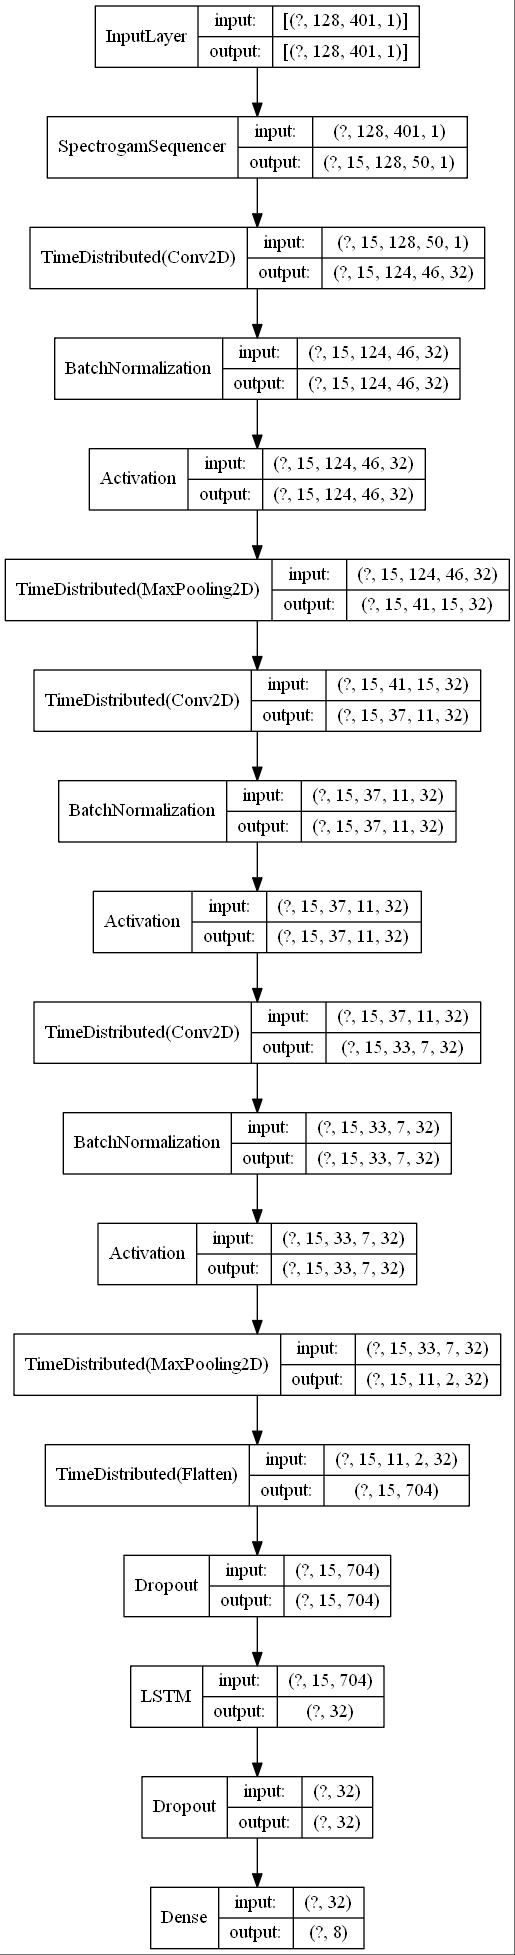 InputLayer
input:
[(?, 128, 401, 1)]
output:
[(?, 128, 401, 1)]
SpectrogamSequencer
input:
(?, 128, 401, 1)
output:
(?, 15, 128, 50, 1)
TimeDistributed(Conv2D)
input:
(?, 15, 128, 50, 1)
output:
(?, 15, 124, 46, 32)
BatchNormalization
input:
(?, 15, 124, 46, 32)
output:
(?, 15, 124, 46, 32)
Activation
input:
(?, 15, 124, 46, 32)
output:
(?, 15, 124, 46, 32)
TimeDistributed(MaxPooling2D)
input:
(?, 15, 124, 46, 32)
output:
(?, 15, 41, 15, 32)
TimeDistributed(Conv2D)
input:
(?, 15, 41, 15, 32)
output:
(?, 15, 37, 11, 32)
BatchNormalization
input:
(?, 15, 37, 11, 32)
output:
(?, 15, 37, 11, 32)
Activation
input:
(?, 15, 37, 11, 32)
output:
(?, 15, 37, 11, 32)
TimeDistributed(Conv2D)
input:
(?, 15, 37, 11, 32)
output:
(?, 15, 33, 7, 32)
BatchNormalization
input:
(?, 15, 33, 7, 32)
output:
(?, 15, 33, 7, 32)
Activation
input:
(?, 15, 33, 7, 32)
output:
(?, 15, 33, 7, 32)
TimeDistributed(MaxPooling2D)
input:
(?, 15, 33, 7, 32)
output:
(?, 15, 11, 2, 32)
TimeDistributed(Flatten)
input:
(?, 15, 11, 2, 32)
output:
(?, 15, 704)
Dropout
input:
(?, 15, 704)
output:
(?, 15, 704)
LSTM
input:
(?, 15, 704)
output:
(?, 32)
Dropout
input:
(?, 32)
output:
(?, 32)
Dense
input:
(?, 32)
output:
(?, 8)